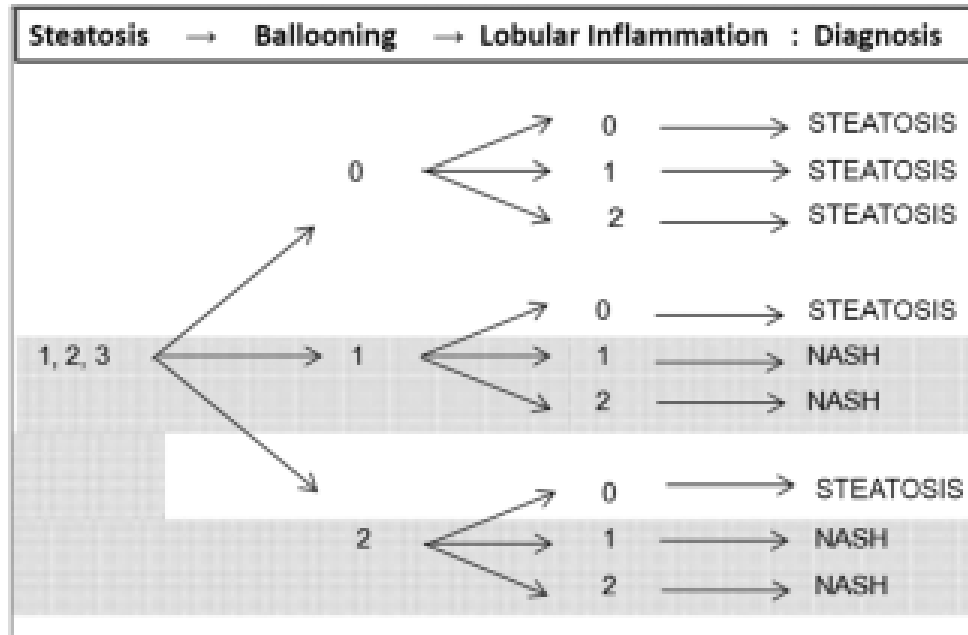 Steatosis → Ballooning → Lobular Inflammation : Diagnosis
0 STEATOSIS
0 1 STEATOSIS
2 STEATOSIS
0 STEATOSIS
1, 2, 3 1 1 NASH
2 NASH
0 STEATOSIS
2 1 NASH
2 NASH